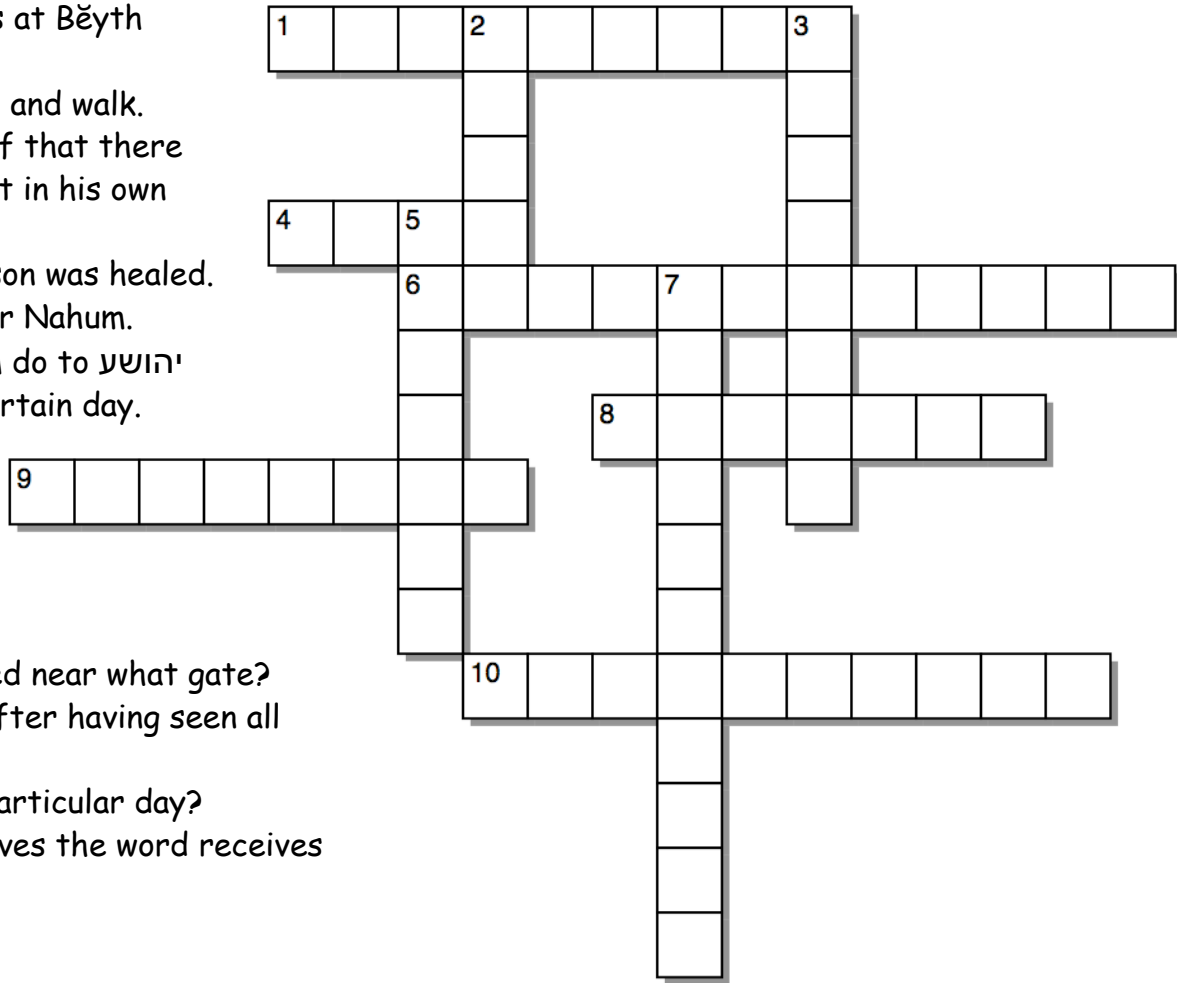 s at Bĕyth
1 2 3
and walk.
f that there
t in his own
4 5
son was healed.
6 7
r Nahum.
do to יהושע
rtain day.
8
9
ed near what gate?
10
fter having seen all
articular day?
ves the word receives